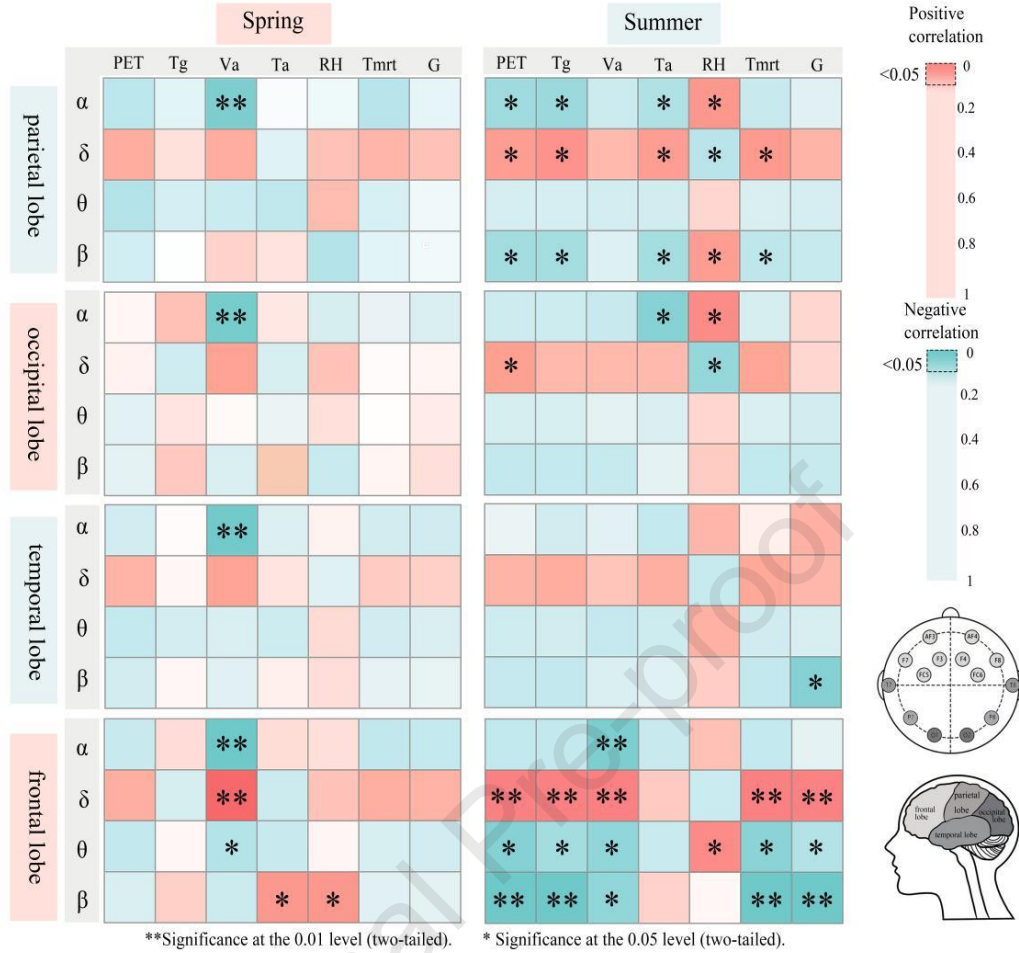 Spring
Summer
Positive
correlation
PET Tg Va Ta RH Tmrt G
PET Tg Va Ta RH Tmrt G
<0.05
0
0.2
0.4
0.6
0.8
1
parietal lobe
α ** * * * *
δ * * * * *
θ
β * * * * *
Negative
correlation
<0.05
0
0.2
0.4
0.6
0.8
1
occipital lobe
α ** * *
δ * *
θ
β
temporal lobe
α **
δ
θ
β *
frontal lobe
α ** **
δ ** ** ** ** ** **
θ * * * * * * *
β * * ** ** * ** **
AF3 AF4
F7 F3 F4 F8
FC5 FC6
P7 P8
O1 O2
frontal
lobe
parietal
lobe
occipital
lobe
temporal lobe
**Significance at the 0.01 level (two-tailed). * Significance at the 0.05 level (two-tailed).
al Pre-proof